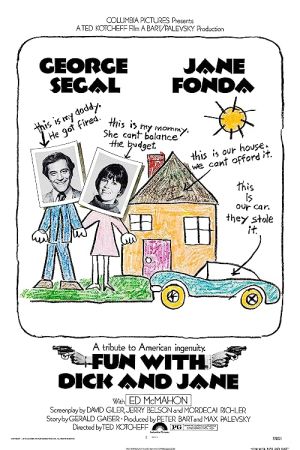 COLUMBIA PICTURES Presents
A TED KOTCHEFF Film A BART/PALEVSKY Production
GEORGE SEGAL
JANE FONDA
this is my daddy.
He got fired.
this is my mommy.
She can't balance
the budget.
this is our house.
we can't afford it.
this
is
our car.
they stole
it.
A tribute to American ingenuity.
FUN WITH
DICK AND JANE
With ED McMAHON
Screenplay by DAVID GILER, JERRY BELSON and MORDECAI RICHLER
Story by GERALD GAISER · Produced by PETER BART and MAX PALEVSKY
Directed by TED KOTCHEFF PG